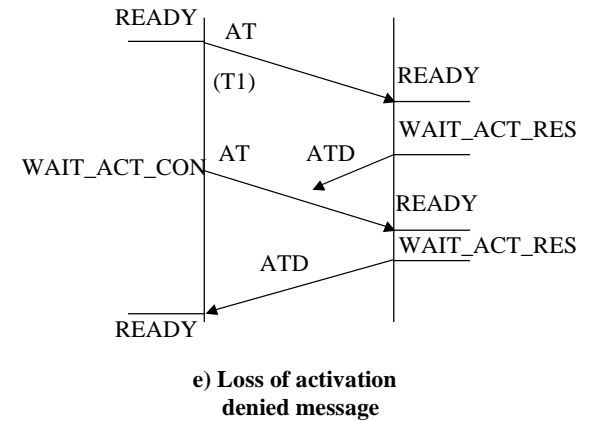 READY
AT
READY
(T1)
WAIT_ACT_RES
AT
ATD
WAIT_ACT_CON
READY
WAIT_ACT_RES
ATD
READY
e) Loss of activation
denied message